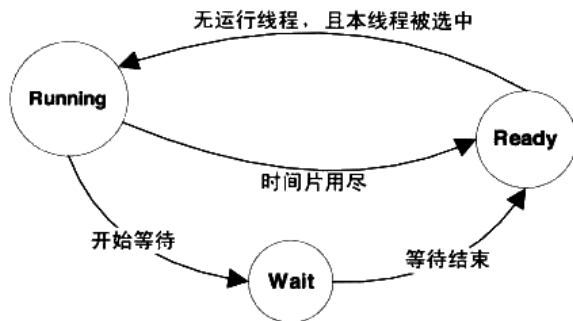 无运行线程，且本线程被选中
Running
Ready
时间片用尽
开始等待
等待结束
Wait